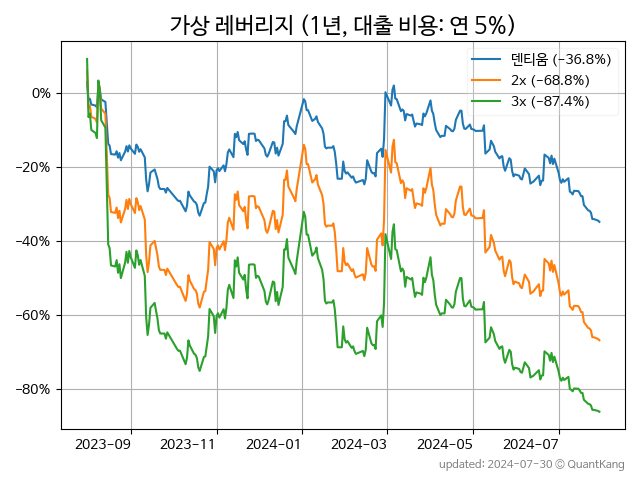 가상 레버리지 (1년, 대출 비용: 연 5%)
덴티움 (−36.8%)
2x (−68.8%)
3x (−87.4%)
0%
−20%
−40%
−60%
−80%
2023-09 2023-11 2024-01 2024-03 2024-05 2024-07
updated: 2024-07-30 © QuantKang